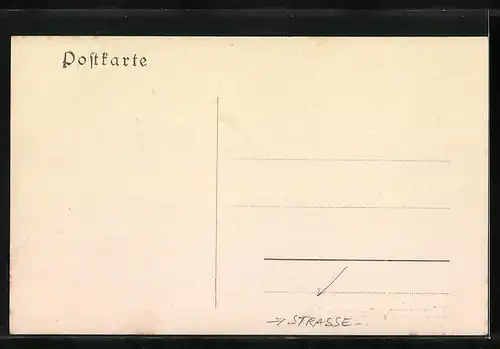 Poſtkarte
→ STRASSE –.